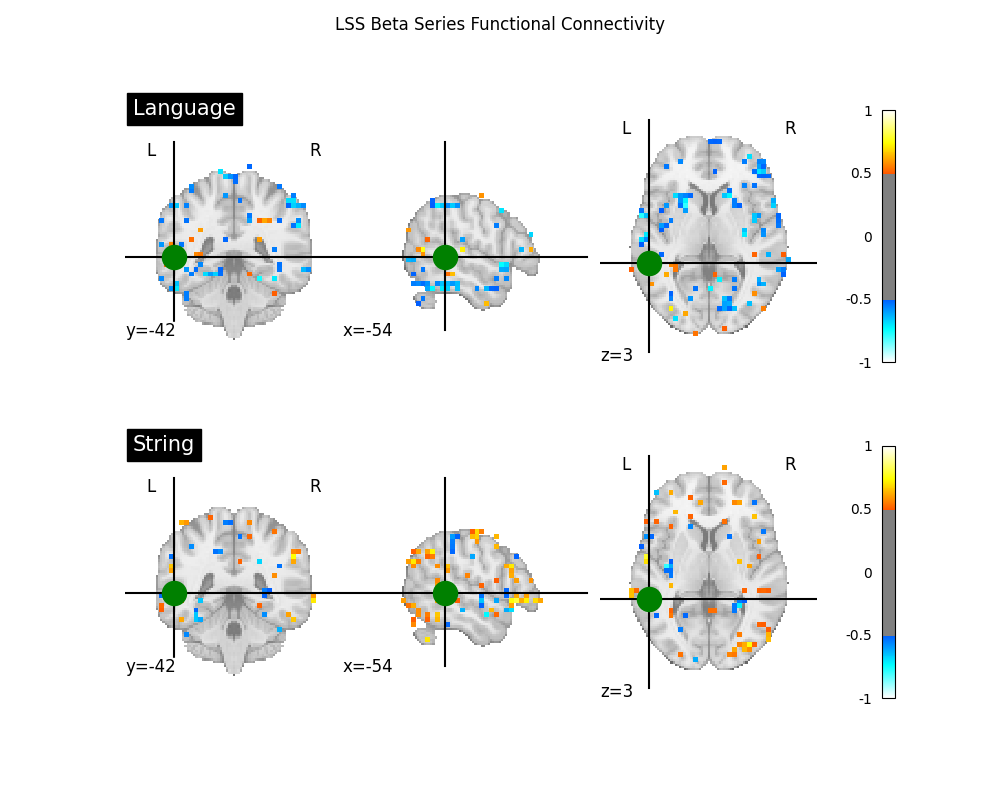 LSS Beta Series Functional Connectivity
Language
L R
y=-42
x=-54
L R
z=3
1
0.5
0
-0.5
-1
String
L R
y=-42
x=-54
L R
z=3
1
0.5
0
-0.5
-1